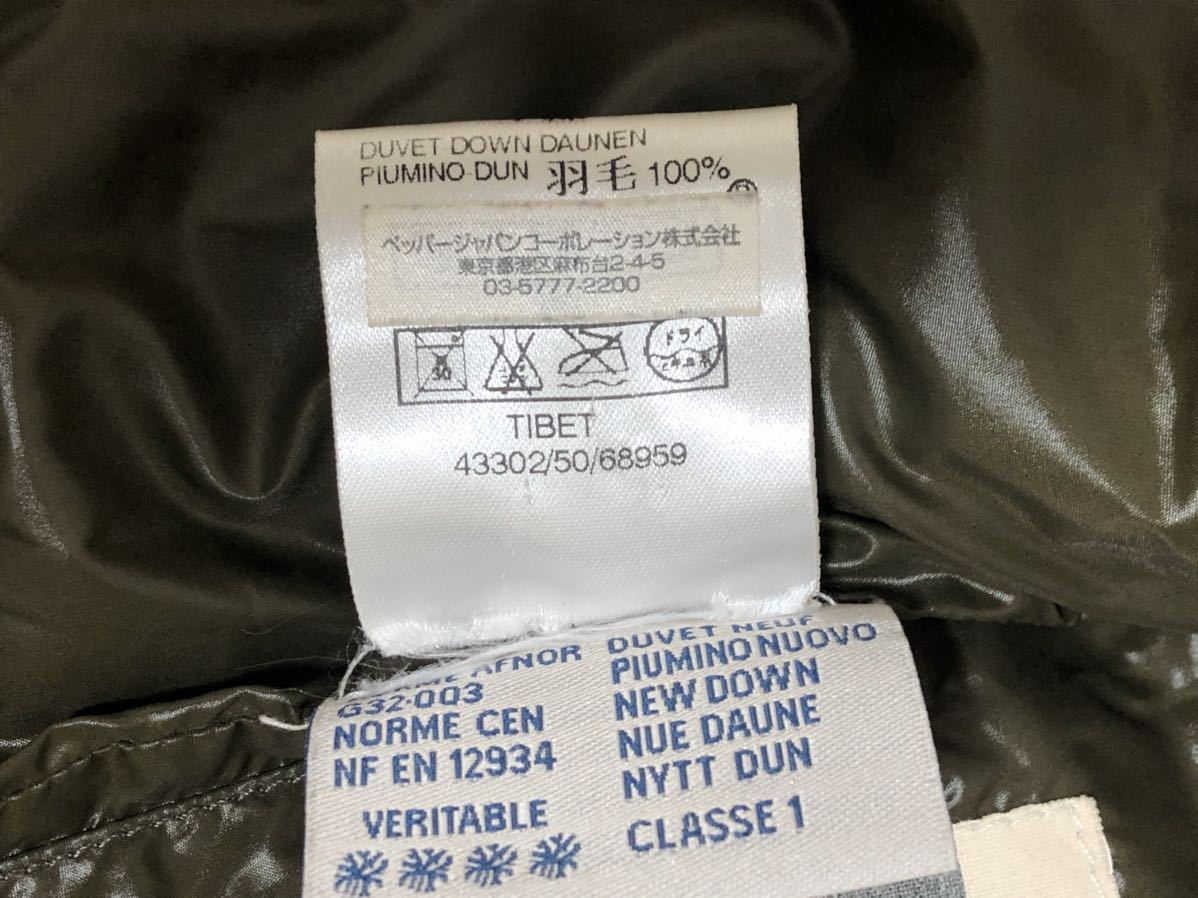 DUVET DOWN DAUNEN
PIUMINO-DUN 羽毛 100%
ペッパージャパンコーポレーション株式会社
東京都港区麻布台2-4-5
03-5777-2200
ドライ
TIBET
43302/50/68959
AFNOR
G32-003
NORME CEN
NF EN 12934
VERITABLE
DUVET NEUF
PIUMINO NUOVO
NEW DOWN
NUE DAUNE
NYTT DUN
CLASSE 1